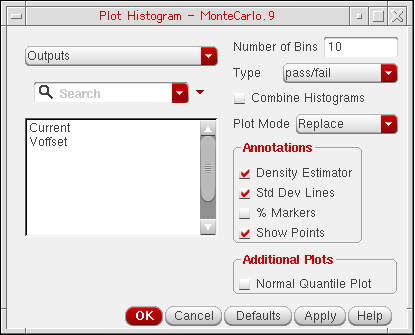 Plot Histogram - MonteCarlo.9
Outputs
Search
Current
Voffset
Number of Bins 10
Type pass/fail
Combine Histograms
Plot Mode Replace
Annotations
Density Estimator
Std Dev Lines
% Markers
Show Points
Additional Plots
Normal Quantile Plot
OK Cancel Defaults Apply Help